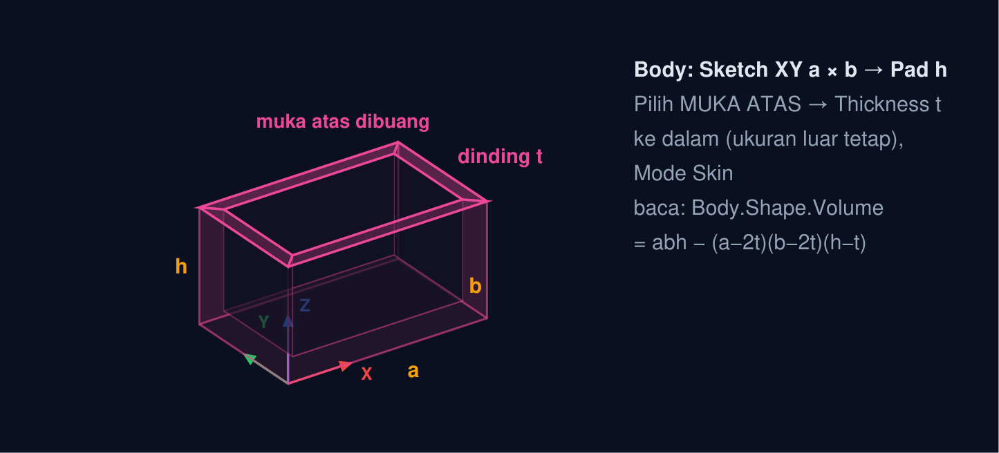 Body: Sketch XY a × b → Pad h
Pilih MUKA ATAS → Thickness t
ke dalam (ukuran luar tetap),
Mode Skin
baca: Body.Shape.Volume
= abh − (a−2t)(b−2t)(h−t)
muka atas dibuang
dinding t
h
b
Z
Y
X
a